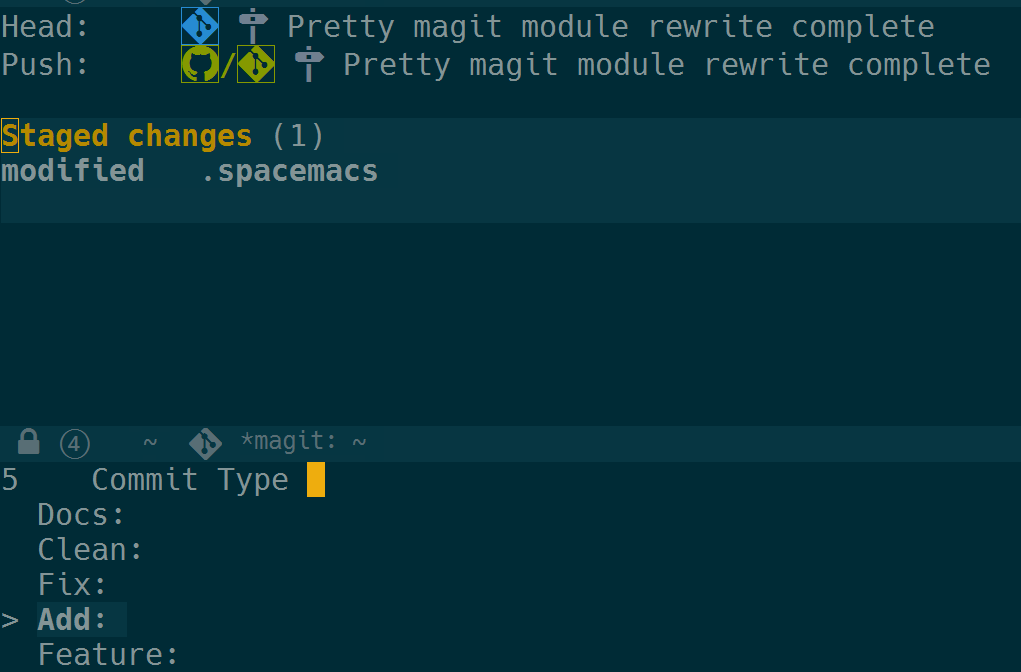 Head: Pretty magit module rewrite complete
Push: / Pretty magit module rewrite complete
Staged changes (1)
modified .spacemacs
4 ~ *magit: ~
5 Commit Type
Docs:
Clean:
Fix:
> Add:
Feature: